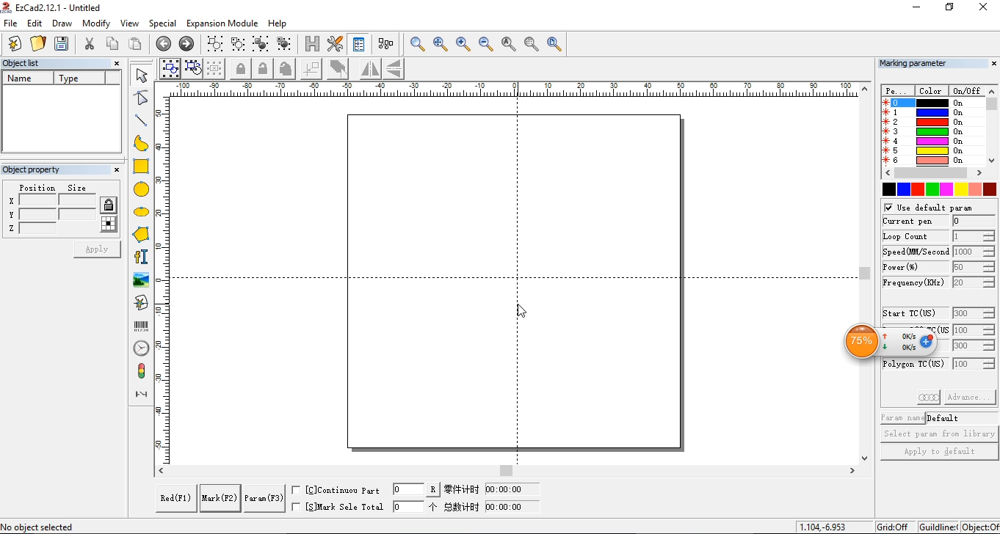 EzCad2.12.1 - Untitled
File Edit Draw Modify View Special Expansion Module Help
Object list
Name Type
Object property
Position Size
X
Y
Z
Apply
-100 -90 -80 -70 -60 -50 -40 -30 -20 -10 0 10 20 30 40 50 60 70 80 90 100
50
40
30
20
10
0
-10
-20
-30
-40
-50
01234
Marking parameter
Pe... Color On/Off
0 On
1 On
2 On
3 On
4 On
5 On
6 On
Use default param
Current pen 0
Loop Count 1
Speed(MM/Second 1000
Power(%) 50
Frequency(KHz) 20
Start TC(US) 300
TC(US 100
300
Polygon TC(US) 100
75% 0K/s
0K/s
Advance...
Param name Default
Select param from library
Apply to default
Red(F1) Mark(F2) Param(F3)
[C]Continuou Part 0 R 零件计时 00:00:00
[S]Mark Sele Total 0 个 总数计时 00:00:00
No object selected 1.104,-6.953 Grid:Off Guildline:( Object:Of